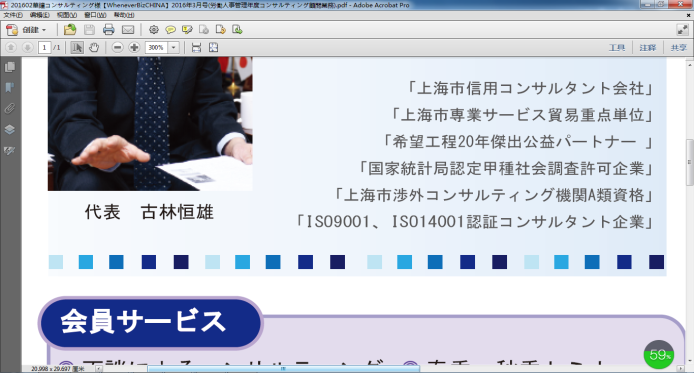 201602華鐘コンサルティング様【WheneverBizCHINA】2016年3月号(労働人事管理年度コンサルティング顧問業務).pdf - Adobe Acrobat Pro
文件(F) 编辑(E) 视图(V) 窗口(W) 帮助(H)
创建
1 / 1 300% 工具 注释 共享
「上海市信用コンサルタント会社」
「上海市専業サービス貿易重点単位」
「希望工程20年傑出公益パートナー 」
「国家統計局認定甲種社会調査許可企業」
「上海市渉外コンサルティング機関A類資格」
「ISO9001、ISO14001認証コンサルタント企業」
代表 古林恒雄
会員サービス
59%
20.998 x 29.697 厘米